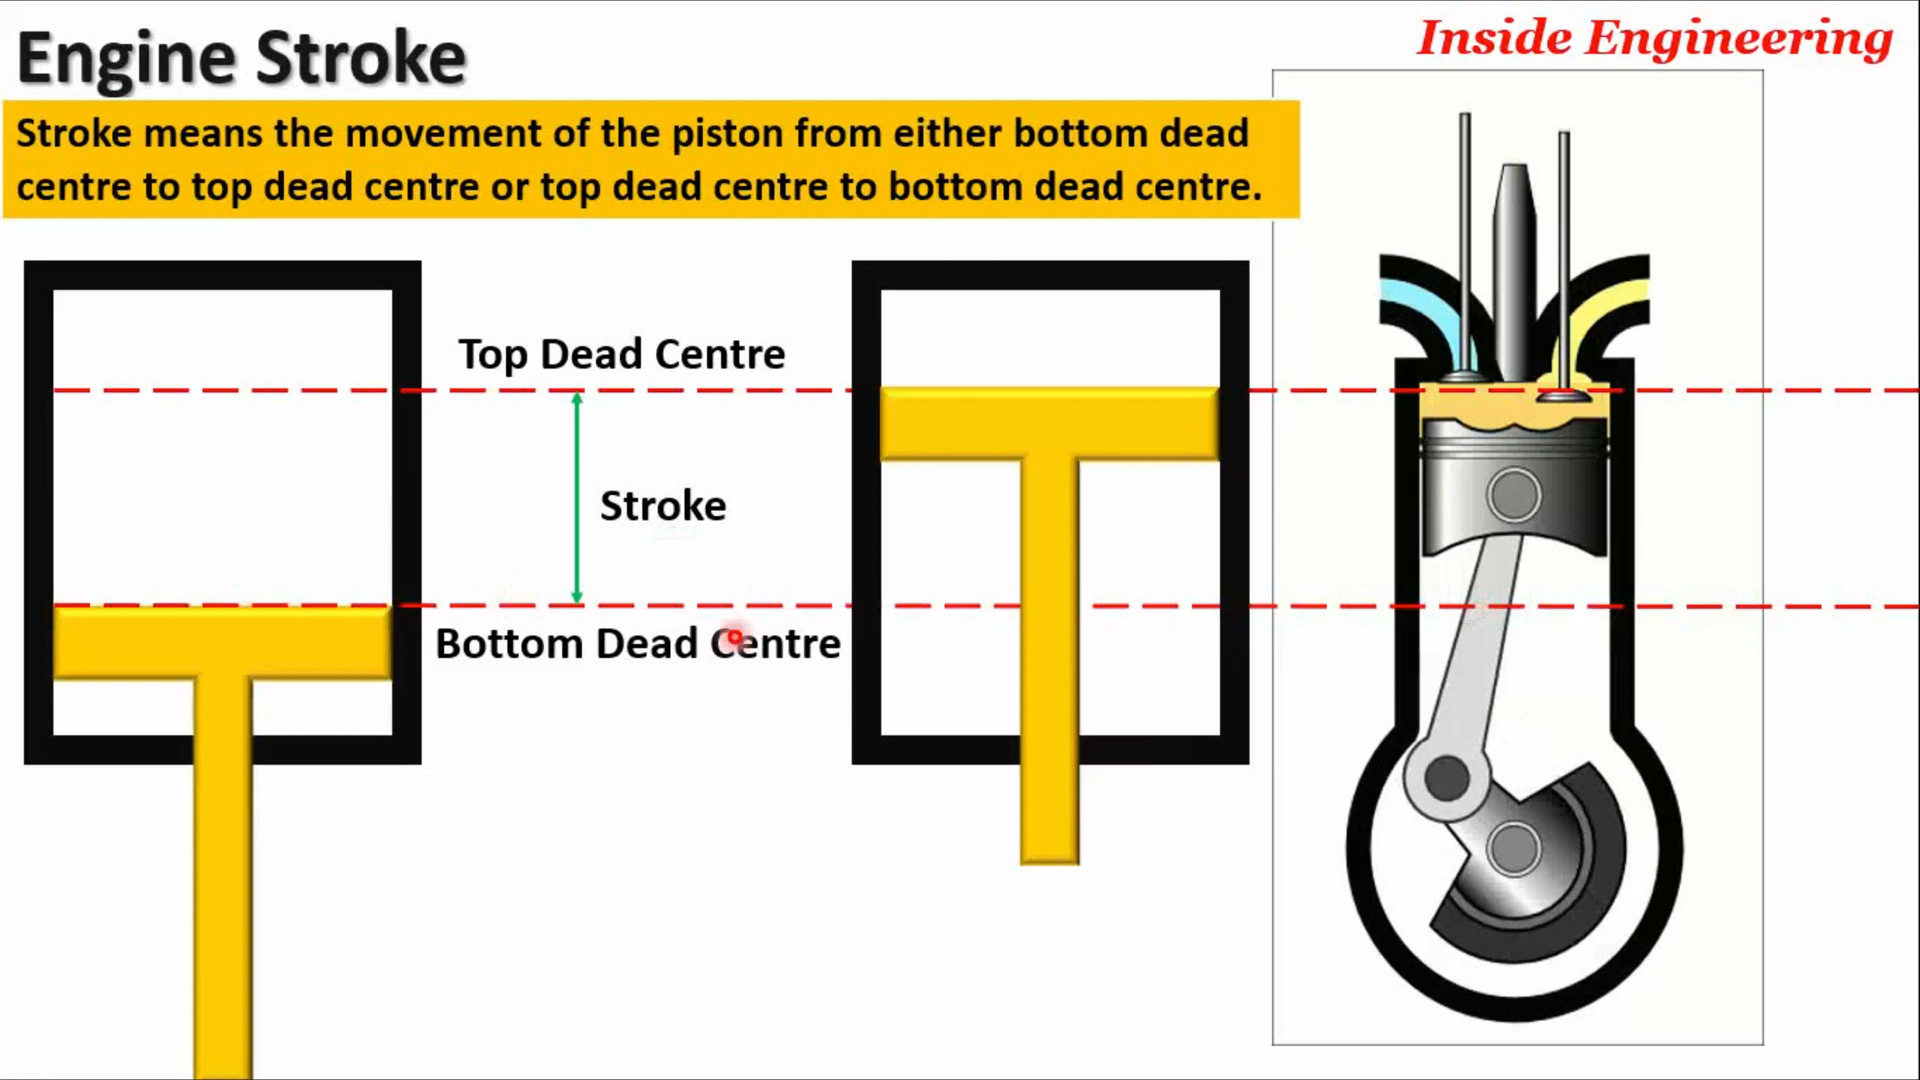 Engine Stroke
Inside Engineering
Stroke means the movement of the piston from either bottom dead
centre to top dead centre or top dead centre to bottom dead centre.
Top Dead Centre
Stroke
Bottom Dead Centre